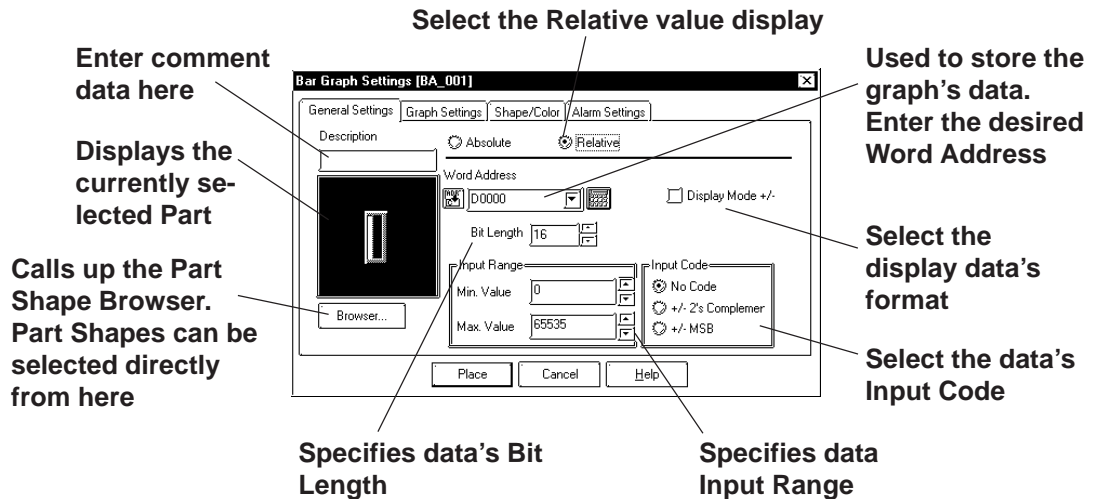 Select the Relative value display
Enter comment
data here
Used to store the
graph's data.
Enter the desired
Word Address
Displays the
currently se-
lected Part
Calls up the Part
Shape Browser.
Part Shapes can be
selected directly
from here
Bar Graph Settings [BA_001]
General Settings Graph Settings Shape/Color Alarm Settings
Description
Absolute Relative
Word Address
D0000
Display Mode +/-
Bit Length 16
Input Range
Min. Value 0
Max. Value 65535
Input Code
No Code
+/- 2's Complemer
+/- MSB
Browser...
Place Cancel Help
Select the
display data's
format
Select the data's
Input Code
Specifies data's Bit
Length
Specifies data
Input Range